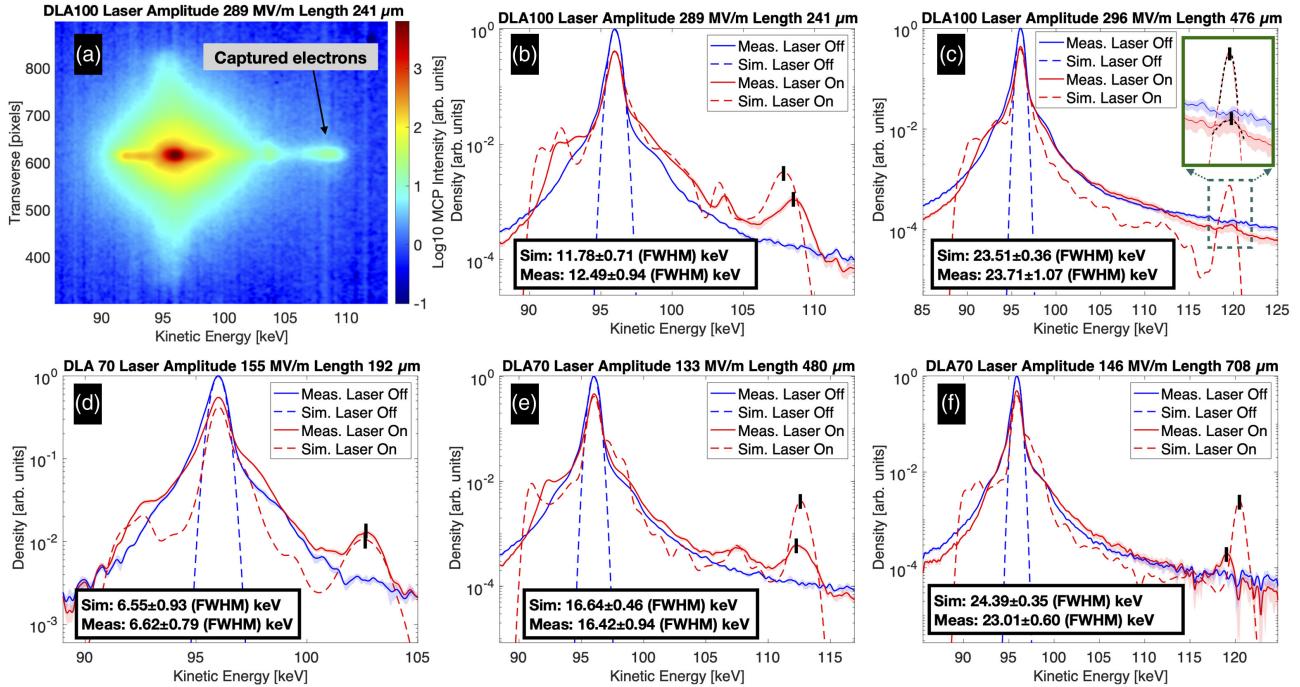 DLA100 Laser Amplitude 289 MV/m Length 241 μm
(a)
Captured electrons
800
700
600
500
400
Transverse [pixels]
90
95
100
105
110
Kinetic Energy [keV]
3
2
1
0
-1
Log10 MCP Intensity [arb. units]
DLA100 Laser Amplitude 289 MV/m Length 241 μm
(b)
Meas. Laser Off
Sim. Laser Off
Meas. Laser On
Sim. Laser On
10^0
10^-2
10^-4
Density [arb. units]
Sim: 11.78±0.71 (FWHM) keV
Meas: 12.49±0.94 (FWHM) keV
90
95
100
105
110
Kinetic Energy [keV]
DLA100 Laser Amplitude 296 MV/m Length 476 μm
(c)
Meas. Laser Off
Sim. Laser Off
Meas. Laser On
Sim. Laser On
10^0
10^-2
10^-4
Density [arb. units]
Sim: 23.51±0.36 (FWHM) keV
Meas: 23.71±1.07 (FWHM) keV
85
90
95
100
105
110
115
120
125
Kinetic Energy [keV]
DLA 70 Laser Amplitude 155 MV/m Length 192 μm
(d)
Meas. Laser Off
Sim. Laser Off
Meas. Laser On
Sim. Laser On
10^0
10^-1
10^-2
10^-3
Density [arb. units]
Sim: 6.55±0.93 (FWHM) keV
Meas: 6.62±0.79 (FWHM) keV
90
95
100
105
Kinetic Energy [keV]
DLA70 Laser Amplitude 133 MV/m Length 480 μm
(e)
Meas. Laser Off
Sim. Laser Off
Meas. Laser On
Sim. Laser On
10^0
10^-2
10^-4
Density [arb. units]
Sim: 16.64±0.46 (FWHM) keV
Meas: 16.42±0.94 (FWHM) keV
90
95
100
105
110
115
Kinetic Energy [keV]
DLA70 Laser Amplitude 146 MV/m Length 708 μm
(f)
Meas. Laser Off
Sim. Laser Off
Meas. Laser On
Sim. Laser On
10^0
10^-2
10^-4
Density [arb. units]
Sim: 24.39±0.35 (FWHM) keV
Meas: 23.01±0.60 (FWHM) keV
90
95
100
105
110
115
120
Kinetic Energy [keV]